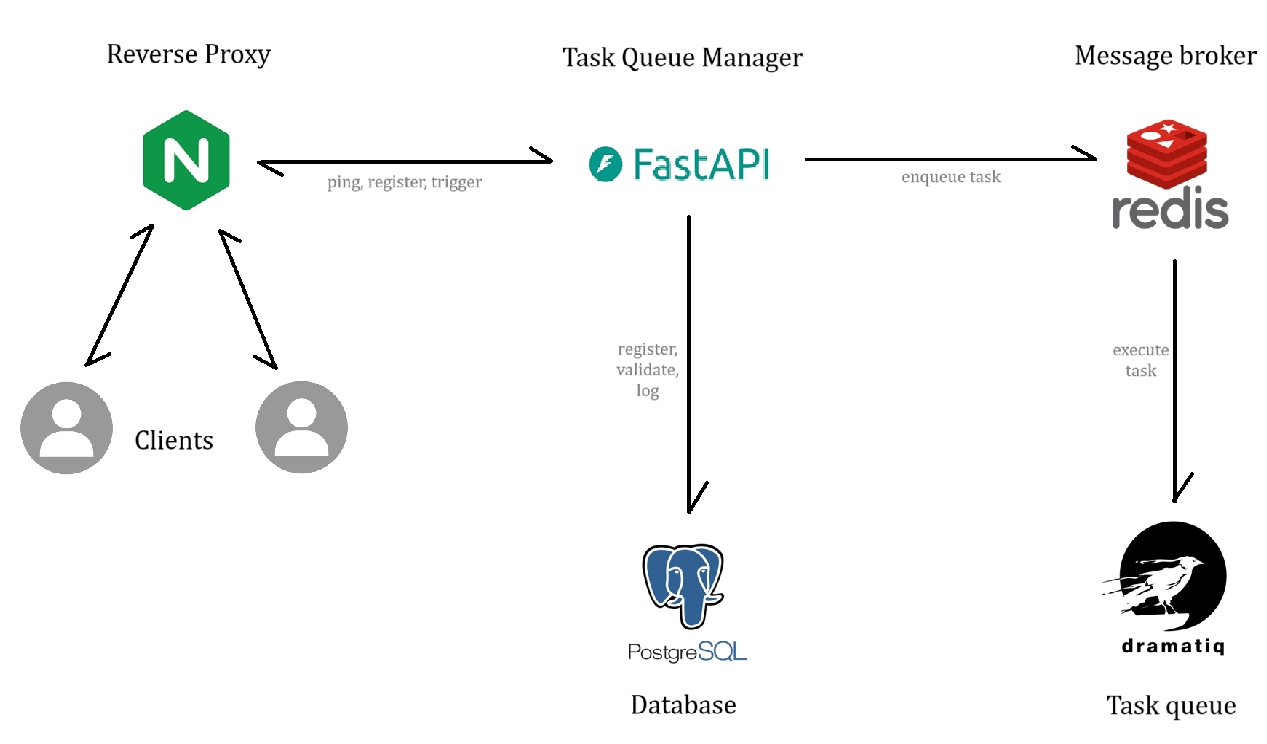 Reverse Proxy
Task Queue Manager
Message broker
N
FastAPI
redis
ping, register, trigger
enqueue task
register,
validate,
log
execute
task
Clients
PostgreSQL
dramatiq
Database
Task queue